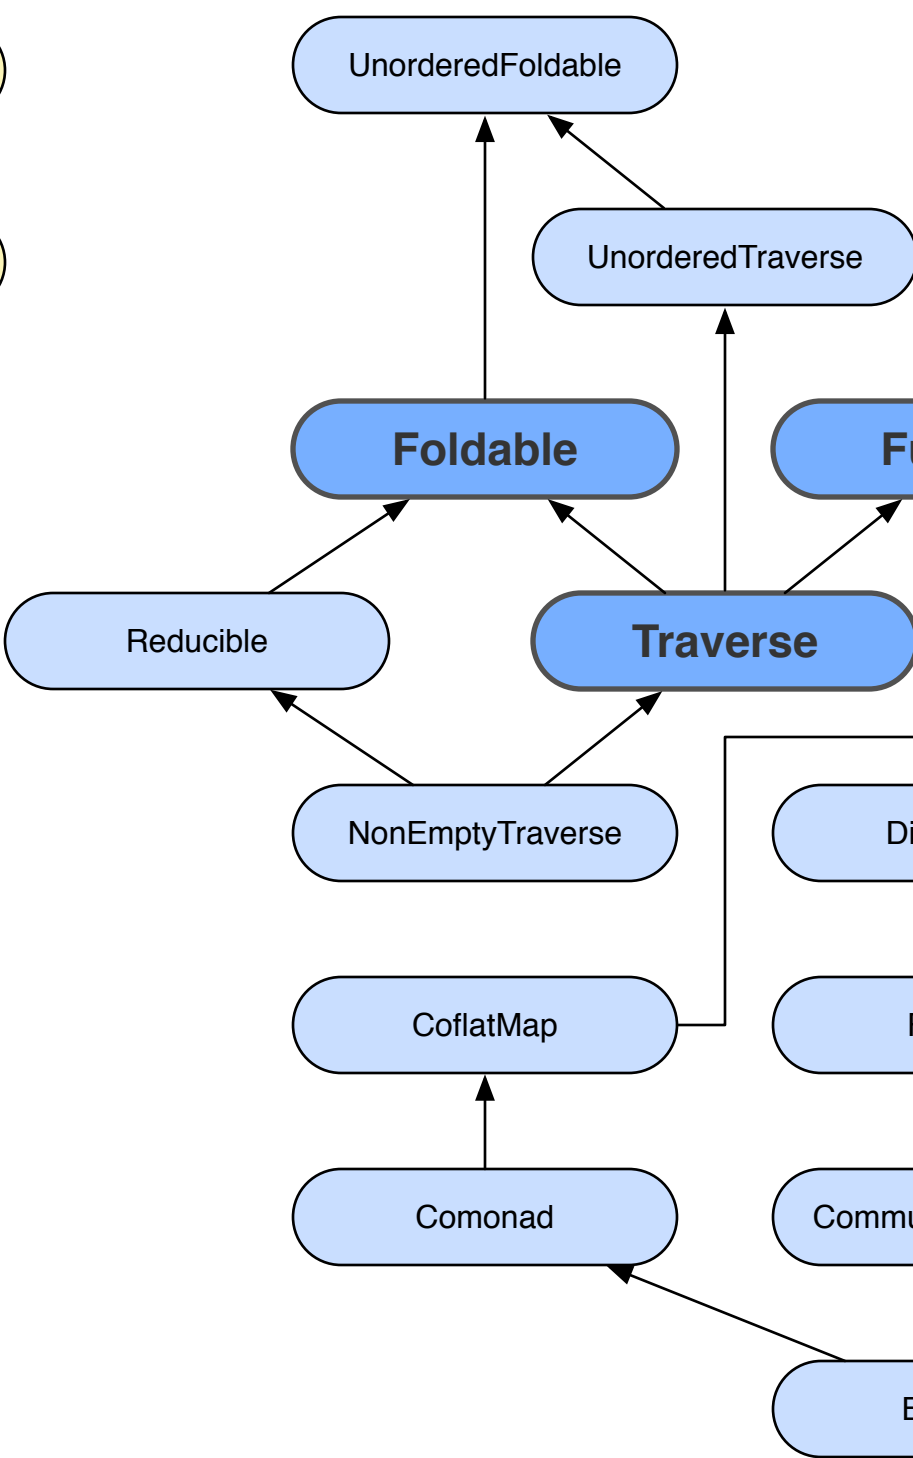 UnorderedFoldable
UnorderedTraverse
Foldable
Reducible
Traverse
NonEmptyTraverse
CoflatMap
Comonad